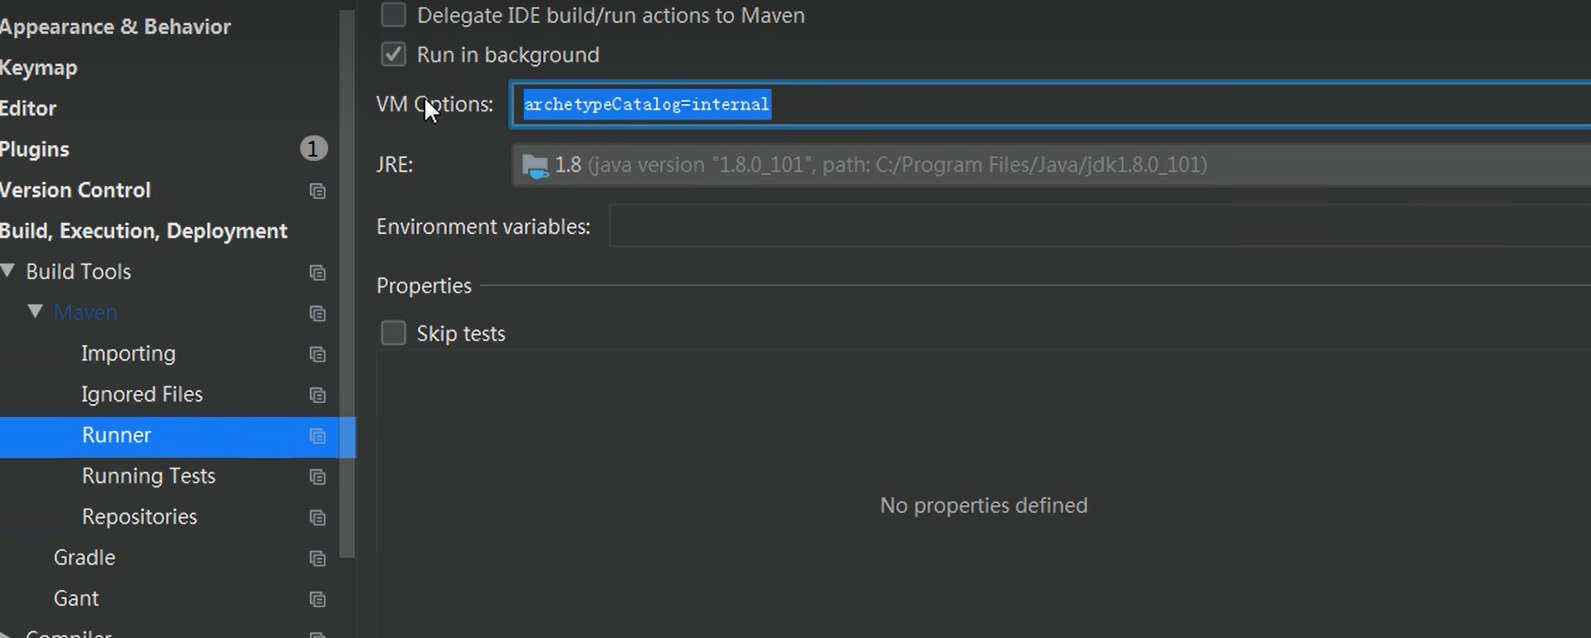 Appearance & Behavior
Keymap
Editor
Plugins 1
Version Control
Build, Execution, Deployment
Build Tools
Maven
Importing
Ignored Files
Runner
Running Tests
Repositories
Gradle
Gant
Compiler
Delegate IDE build/run actions to Maven
Run in background
VM Options: archetypeCatalog=internal
JRE: 1.8 (java version "1.8.0_101", path: C:/Program Files/Java/jdk1.8.0_101)
Environment variables:
Properties
Skip tests
No properties defined